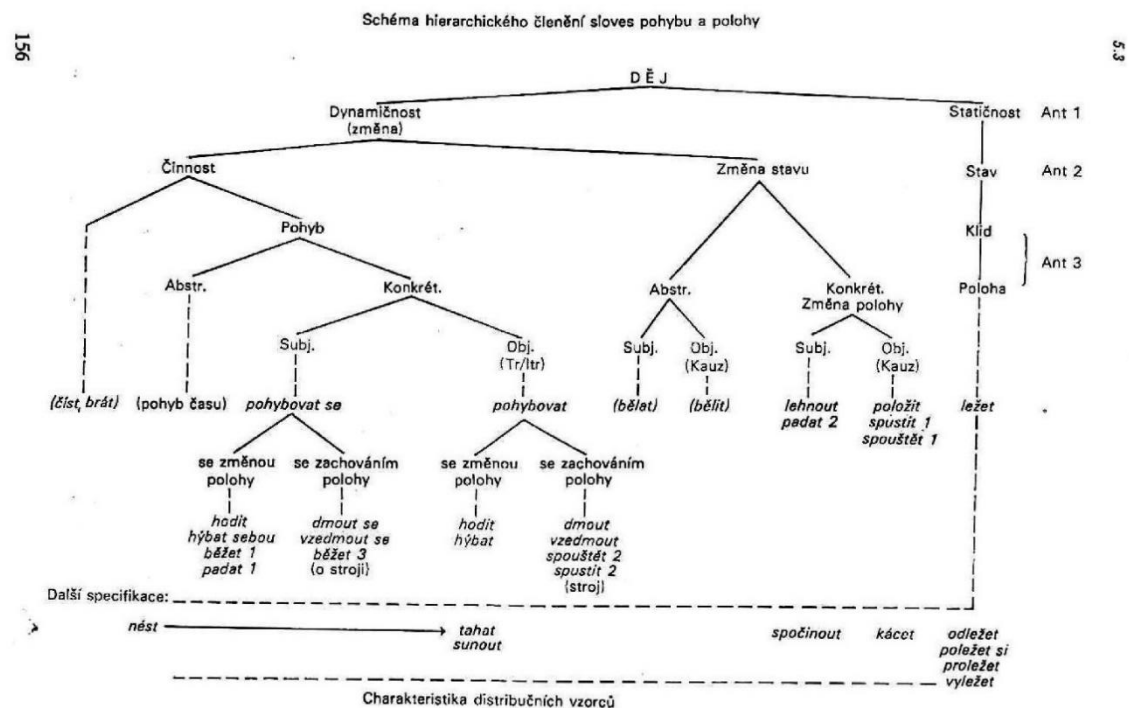 Schéma hierarchického členění sloves pohybu a polohy
156
5.3
DĚJ
Dynamičnost Statičnost Ant 1
(změna)
Činnost Změna stavu Stav Ant 2
Pohyb Klid
Ant 3
Abstr. Konkrét. Abstr. Konkrét. Poloha
Změna polohy
Subj. Obj. Subj. Obj. Subj. Obj.
(Tr/Itr) (Kauz) (Kauz)
(číst, brát) (pohyb času) pohybovat se pohybovat (bělat) (bělit) lehnout položit ležet
padat 2 spustit 1
spouštět 1
se změnou se zachováním se změnou se zachováním
polohy polohy polohy polohy
hodit dmout se hodit dmout
hýbat sebou vzedmout se hýbat vzedmout
běžet 1 běžet 3 spouštět 2
padat 1 (o stroji) spustit 2
(stroj)
Další specifikace:
nést tahat spočinout kácet odležet
sunout poležet si
proležet
vyležet
Charakteristika distribučních vzorců